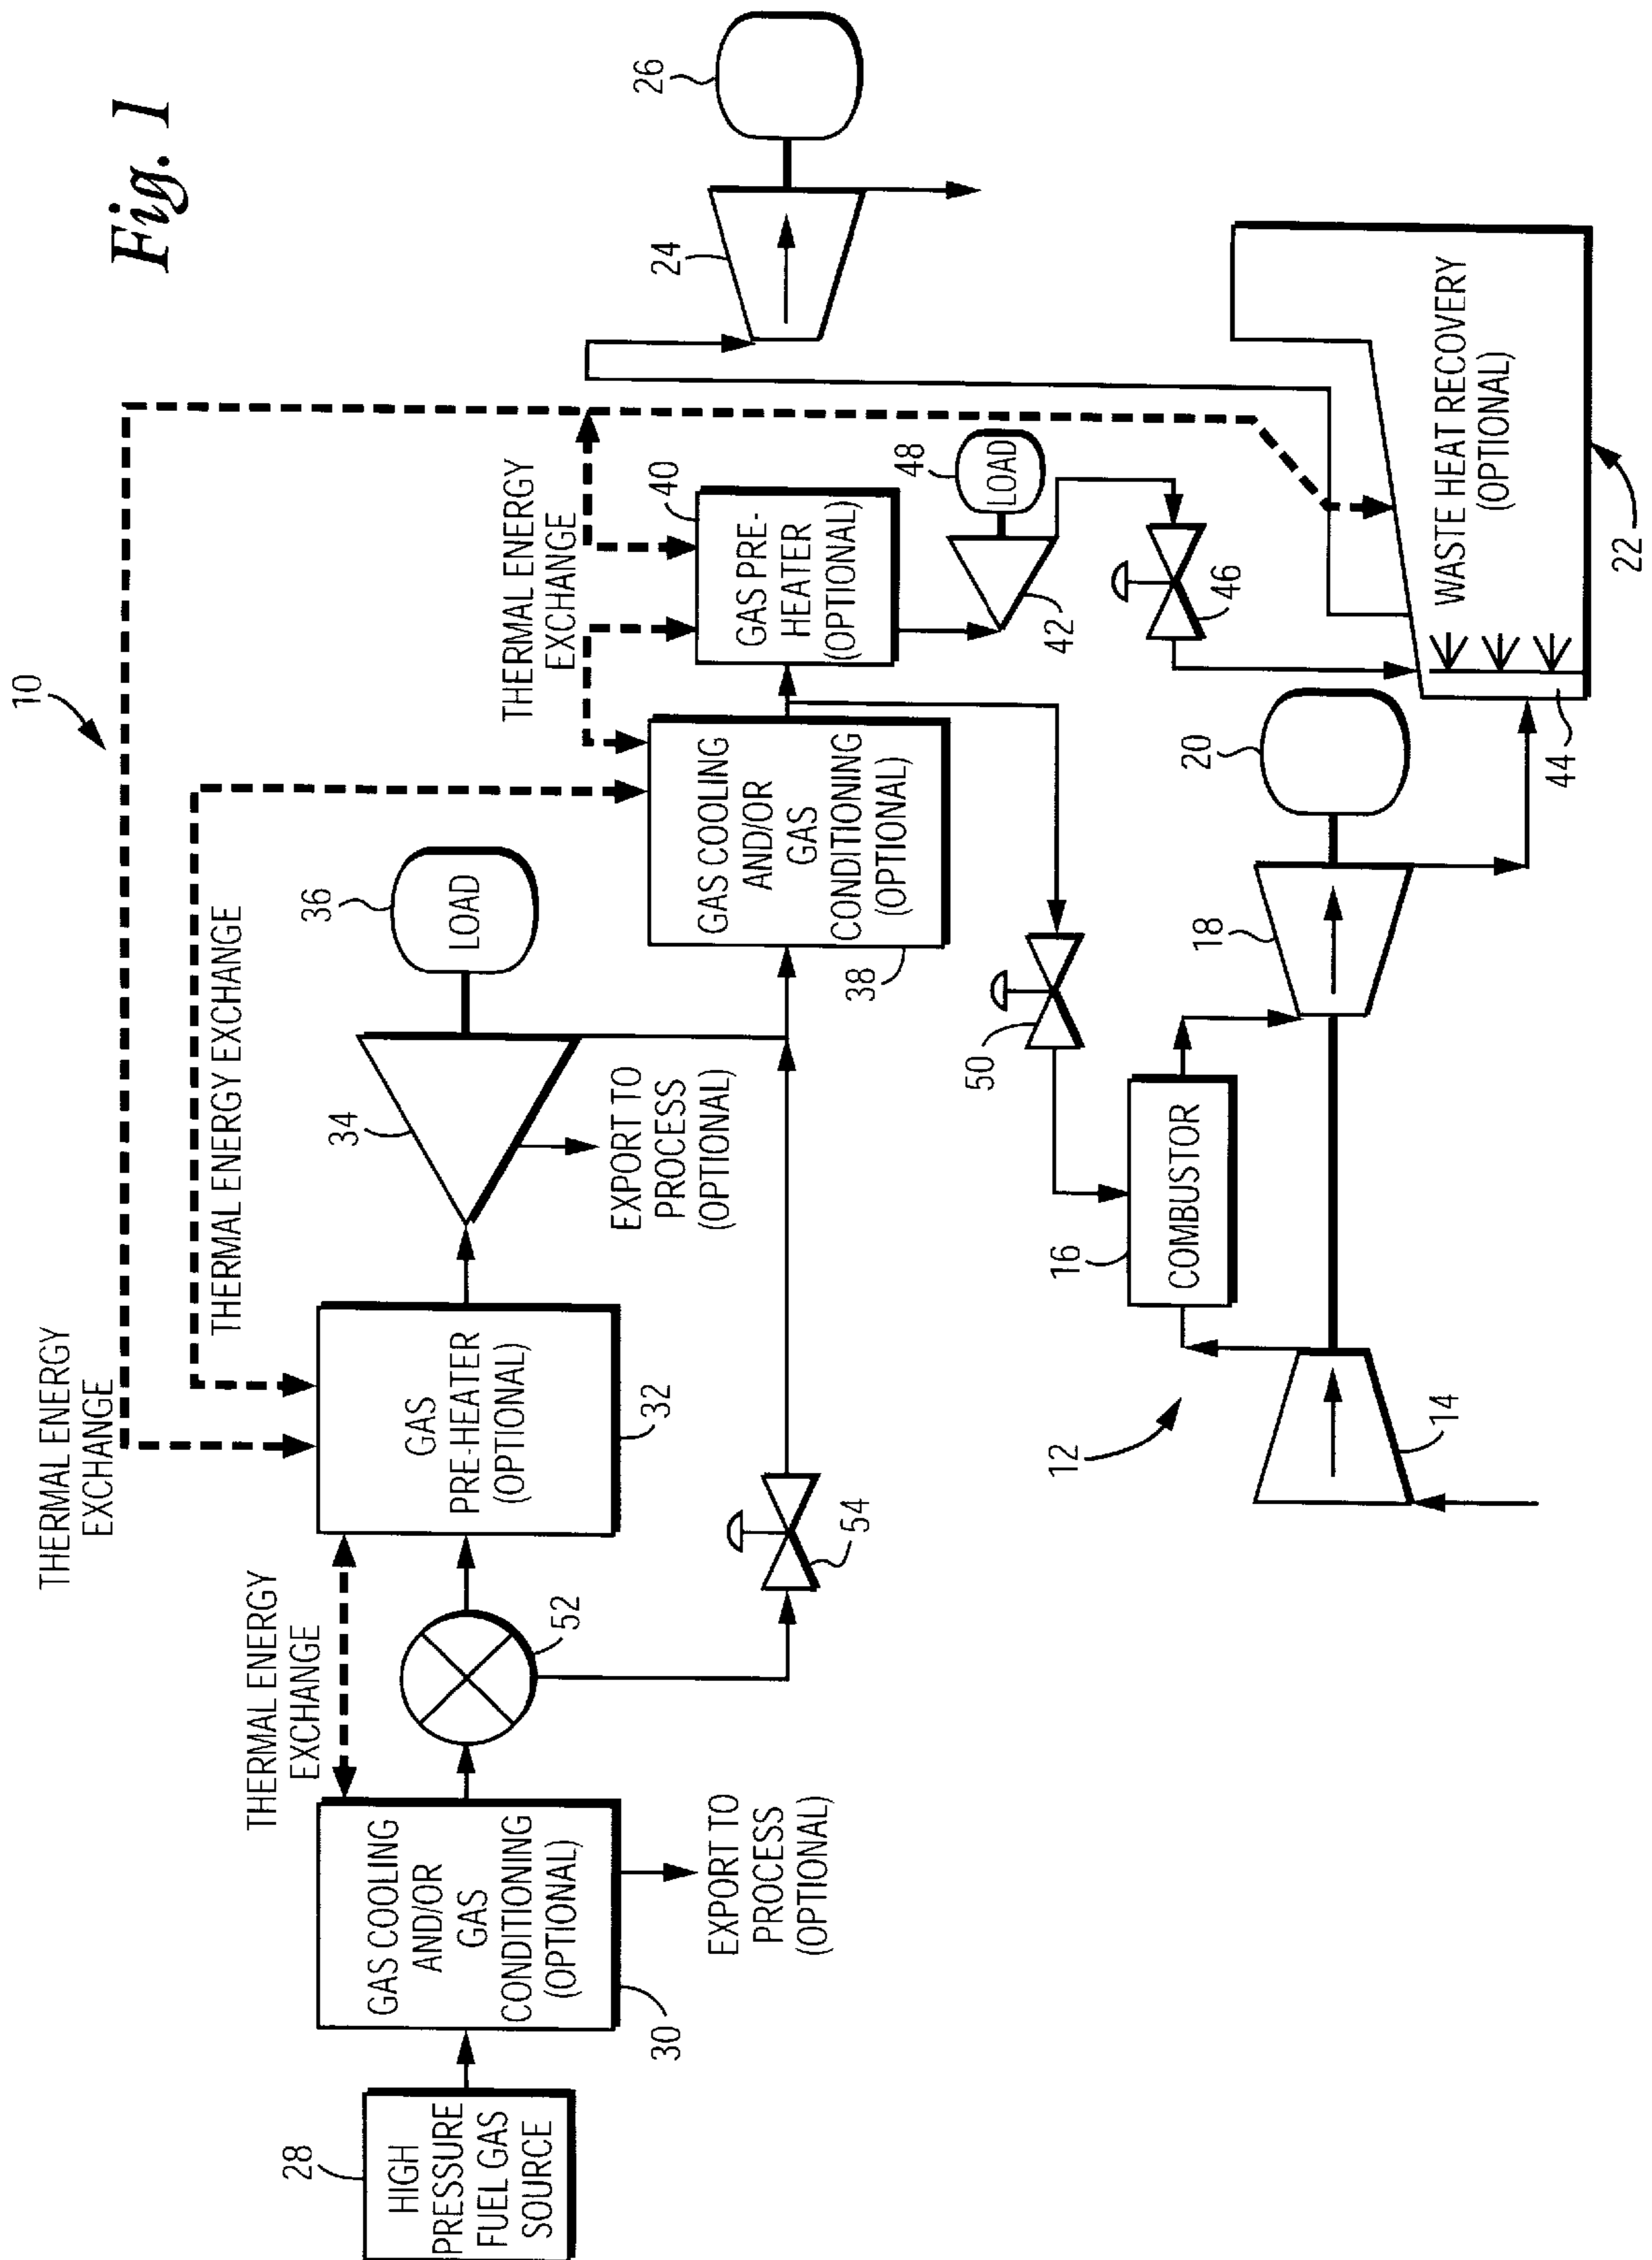 Fig. 1
10
THERMAL ENERGY
EXCHANGE
THERMAL ENERGY EXCHANGE
THERMAL ENERGY
EXCHANGE
28
HIGH
PRESSURE
FUEL GAS
SOURCE
GAS COOLING
AND/OR
GAS
CONDITIONING
(OPTIONAL)
30
EXPORT TO
PROCESS
(OPTIONAL)
52
GAS
PRE-HEATER
(OPTIONAL)
32
54
34
EXPORT TO
PROCESS
(OPTIONAL)
36
LOAD
GAS COOLING
AND/OR
GAS
CONDITIONING
(OPTIONAL)
38
THERMAL ENERGY
EXCHANGE
40
GAS PRE-
HEATER
(OPTIONAL)
42
48
LOAD
46
50
24
26
12
14
16
COMBUSTOR
18
20
44
WASTE HEAT RECOVERY
(OPTIONAL)
22